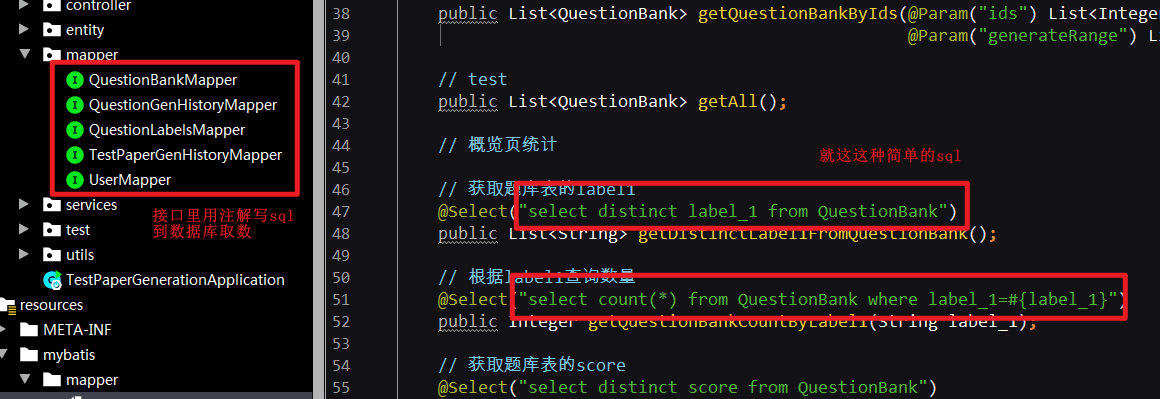 controller
entity
mapper
QuestionBankMapper
QuestionGenHistoryMapper
QuestionLabelsMapper
TestPaperGenHistoryMapper
UserMapper
services
test
utils
TestPaperGenerationApplication
resources
META-INF
mybatis
mapper
接口里用注解写sql
到数据库取数
38 public List<QuestionBank> getQuestionBankByIds(@Param("ids") List<Integer
39 @Param("generateRange") Li
40
41 // test
42 public List<QuestionBank> getAll();
43
44 // 概览页统计
45
就这这种简单的sql
46 // 获取题库表的label1
47 @Select("select distinct label_1 from QuestionBank")
48 public List<String> getDistinctLabel1FromQuestionBank();
49
50 // 根据label1查询数量
51 @Select("select count(*) from QuestionBank where label_1=#{label_1}")
52 public Integer getQuestionBankCountByLabel1(String label_1);
53
54 // 获取题库表的score
55 @Select("select distinct score from QuestionBank")